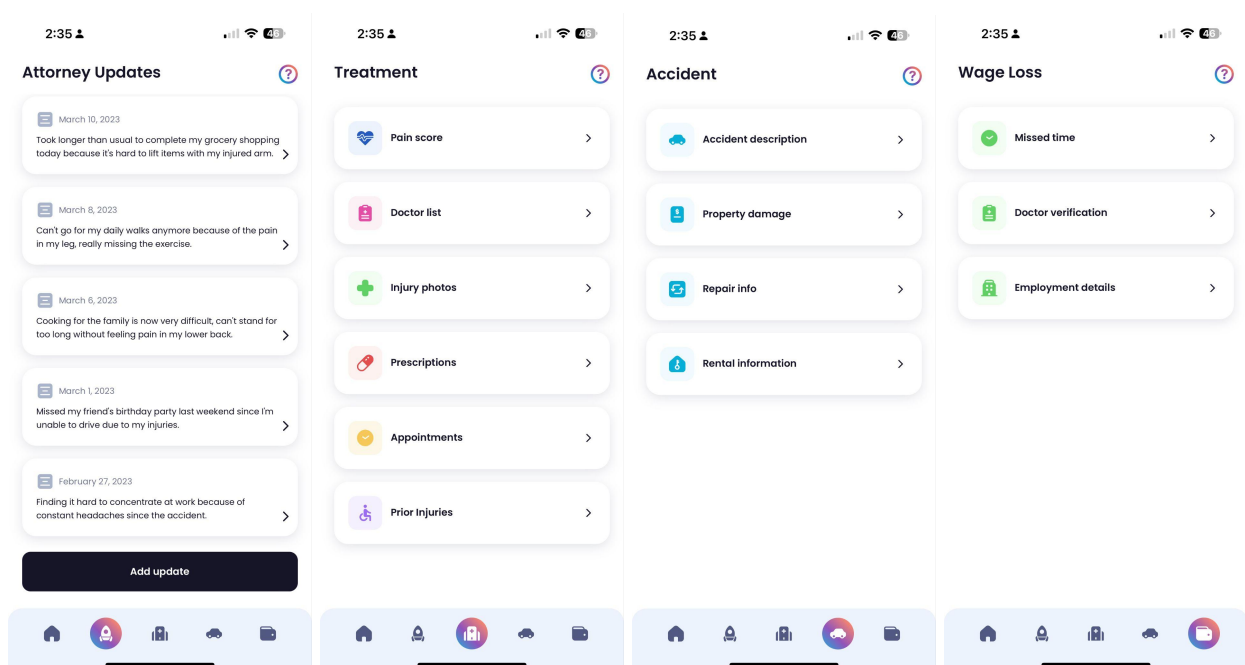 2:35
46
Attorney Updates
?
March 10, 2023
Took longer than usual to complete my grocery shopping
today because it's hard to lift items with my injured arm.
March 8, 2023
Can't go for my daily walks anymore because of the pain
in my leg, really missing the exercise.
March 6, 2023
Cooking for the family is now very difficult, can't stand for
too long without feeling pain in my lower back.
March 1, 2023
Missed my friend's birthday party last weekend since I'm
unable to drive due to my injuries.
February 27, 2023
Finding it hard to concentrate at work because of
constant headaches since the accident.
Add update
2:35
46
Treatment
?
Pain score
Doctor list
Injury photos
Prescriptions
Appointments
Prior Injuries
2:35
46
Accident
?
Accident description
Property damage
$
Repair info
Rental information
2:35
46
Wage Loss
?
Missed time
Doctor verification
Employment details